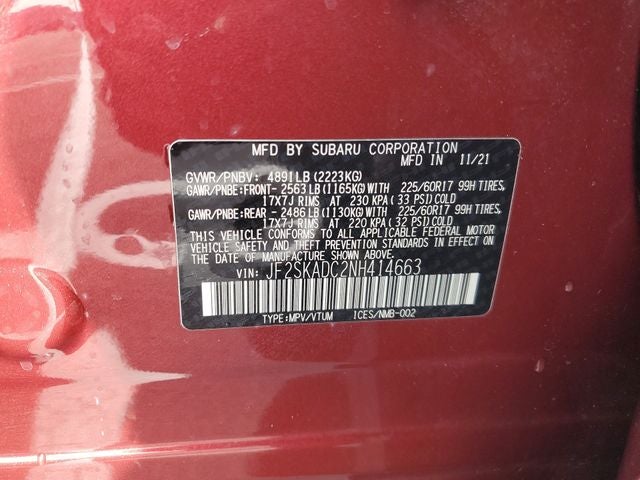 MFD BY SUBARU CORPORATION
MFD IN 11/21
GVWR/PNBV: 4891LB (2223KG)
GAWR/PNBE:FRONT- 2563 LB (1165KG) WITH 225/60R17 99H TIRES,
17X7J RIMS AT 230 KPA (33 PSI) COLD
GAWR/PNBE:REAR - 2486 LB (1130KG) WITH 225/60R17 99H TIRES,
17X7J RIMS AT 220 KPA (32 PSI) COLD
THIS VEHICLE CONFORMS TO ALL APPLICABLE FEDERAL MOTOR
VEHICLE SAFETY AND THEFT PREVENTION STANDARDS IN EFFECT ON
THE DATE OF MANUFACTURE SHOWN ABOVE.
VIN: JF2SKADC2NH414663
TYPE:MPV/VTUM ICES/NMB-002